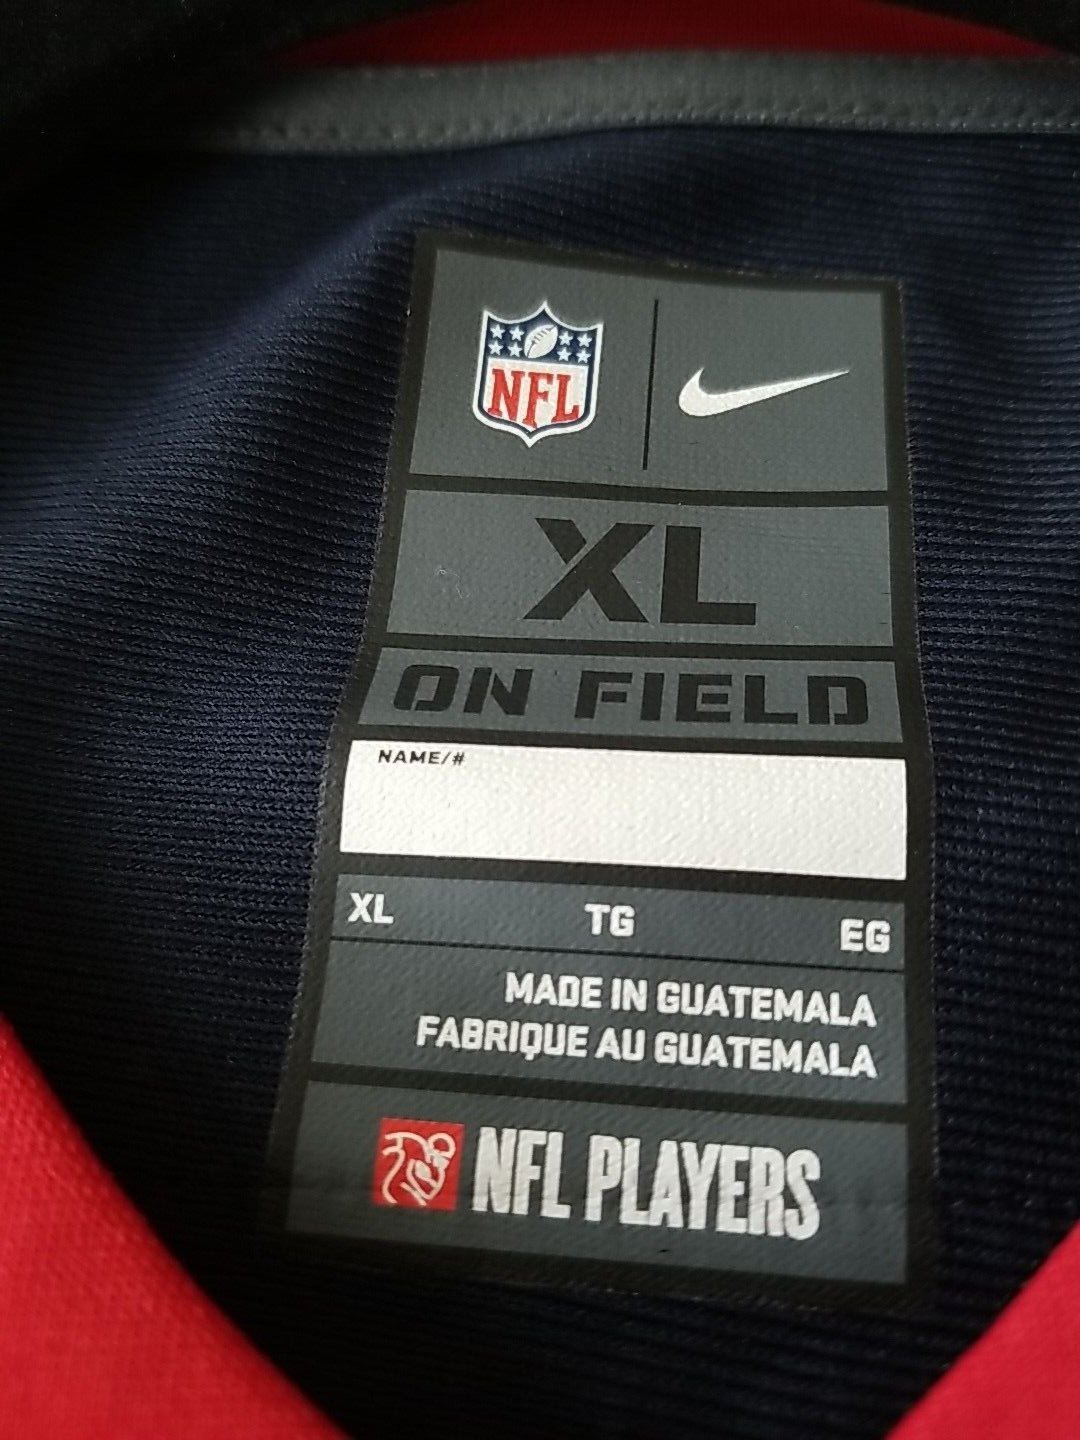 NFL
XL
ON FIELD
NAME/#
XL TG EG
MADE IN GUATEMALA
FABRIQUE AU GUATEMALA
NFL PLAYERS